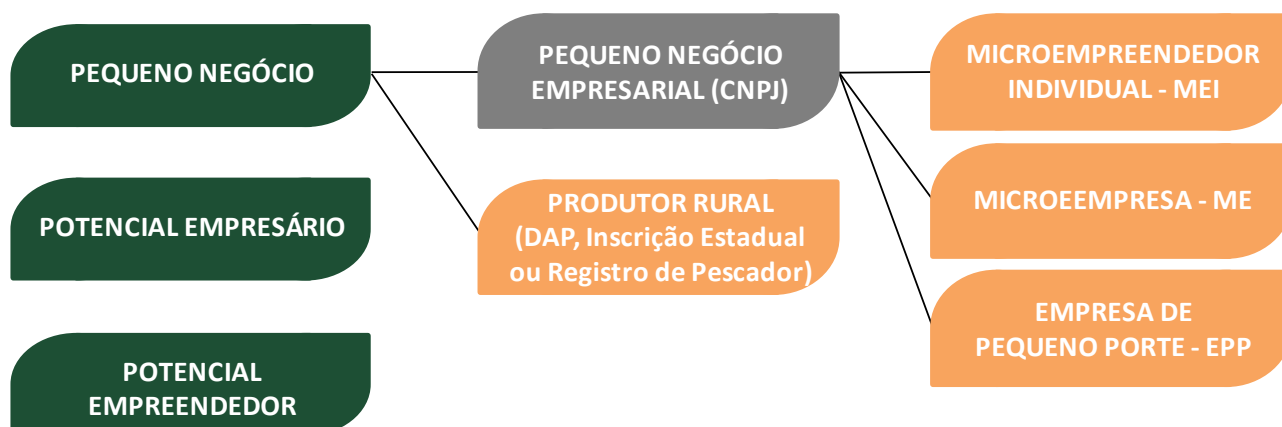 PEQUENO NEGÓCIO
PEQUENO NEGÓCIO
EMPRESARIAL (CNPJ)
MICROEMPREENDEDOR
INDIVIDUAL - MEI
POTENCIAL EMPRESÁRIO
PRODUTOR RURAL
(DAP, Inscrição Estadual
ou Registro de Pescador)
MICROEEMPRESA - ME
EMPRESA DE
PEQUENO PORTE - EPP
POTENCIAL
EMPREENDEDOR